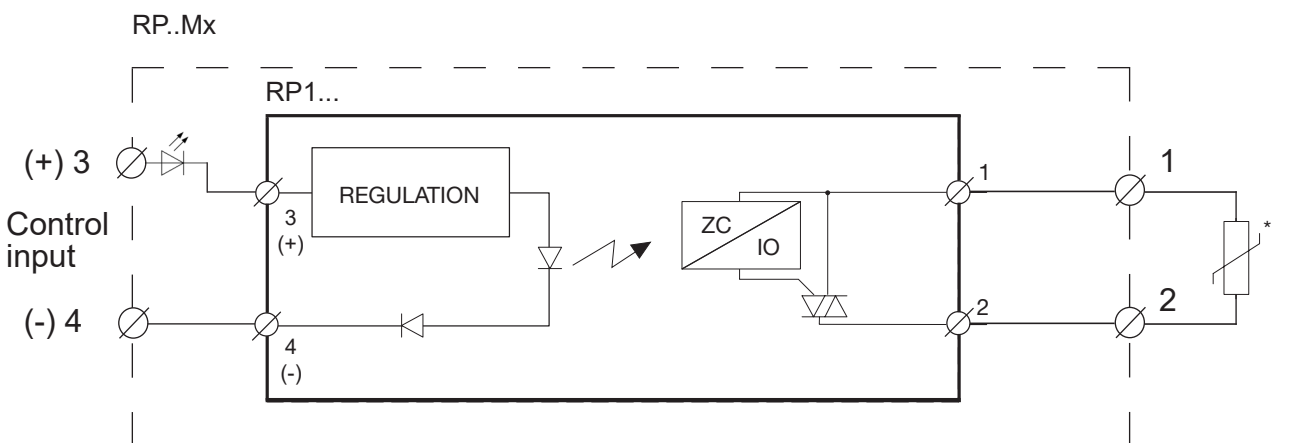 RP..Mx
RP1...
(+) 3
REGULATION
3
(+)
Control
input
(-) 4
4
(-)
ZC
IO
1
1
*
2
2